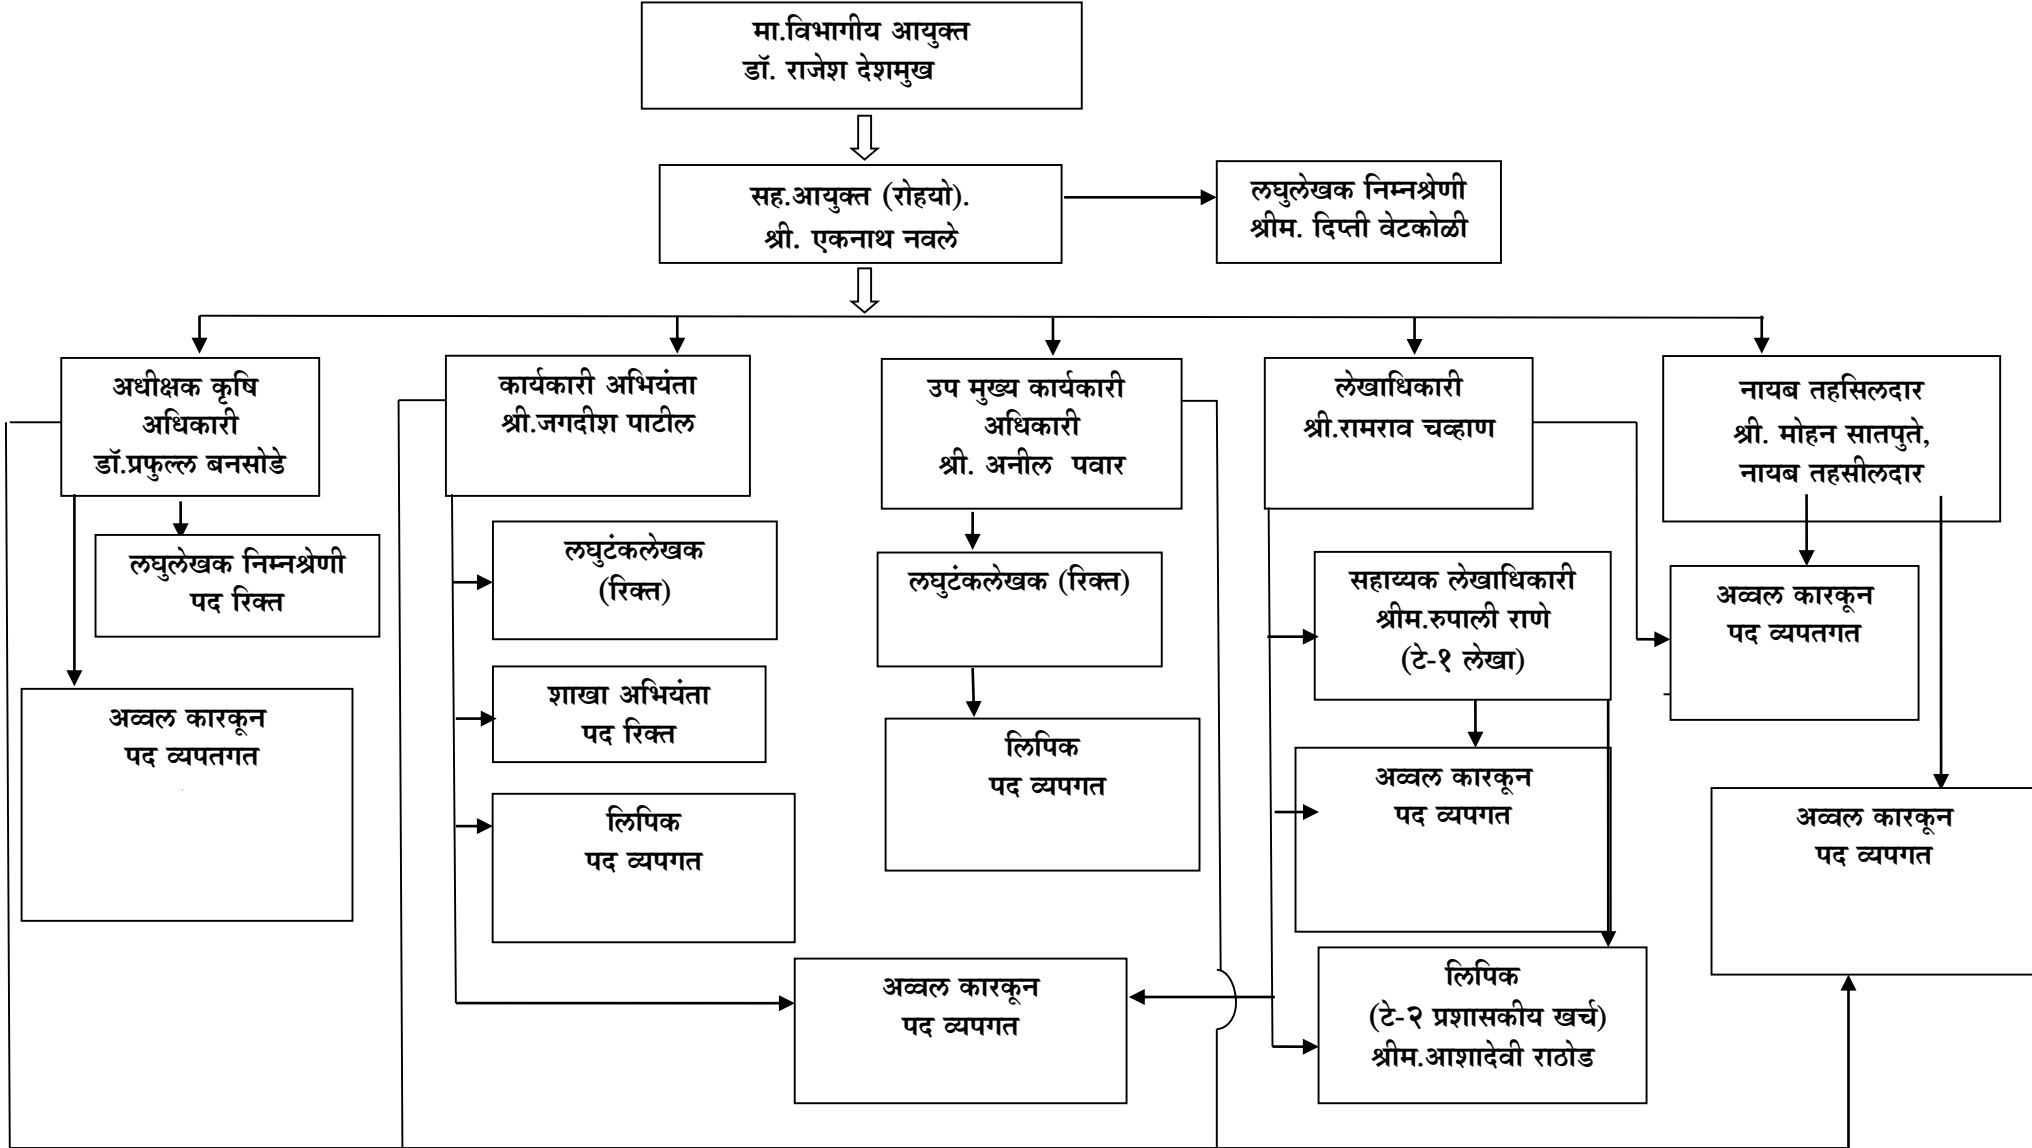 मा.विभागीय आयुक्त
डॉ. राजेश देशमुख
सह.आयुक्त (रोहयो).
श्री. एकनाथ नवले
लघुलेखक निम्नश्रेणी
श्रीम. दिप्ती वेटकोळी
अधीक्षक कृषि
अधिकारी
डॉ.प्रफुल्ल बनसोडे
कार्यकारी अभियंता
श्री.जगदीश पाटील
उप मुख्य कार्यकारी
अधिकारी
श्री. अनील पवार
लेखाधिकारी
श्री.रामराव चव्हाण
नायब तहसिलदार
श्री. मोहन सातपुते,
नायब तहसीलदार
लघुलेखक निम्नश्रेणी
पद रिक्त
लघुटंकलेखक
(रिक्त)
लघुटंकलेखक (रिक्त)
सहाय्यक लेखाधिकारी
श्रीम.रुपाली राणे
(टे-१ लेखा)
अव्वल कारकून
पद व्यपतगत
अव्वल कारकून
पद व्यपतगत
शाखा अभियंता
पद रिक्त
लिपिक
पद व्यपगत
अव्वल कारकून
पद व्यपगत
अव्वल कारकून
पद व्यपगत
लिपिक
पद व्यपगत
अव्वल कारकून
पद व्यपगत
लिपिक
(टे-२ प्रशासकीय खर्च)
श्रीम.आशादेवी राठोड